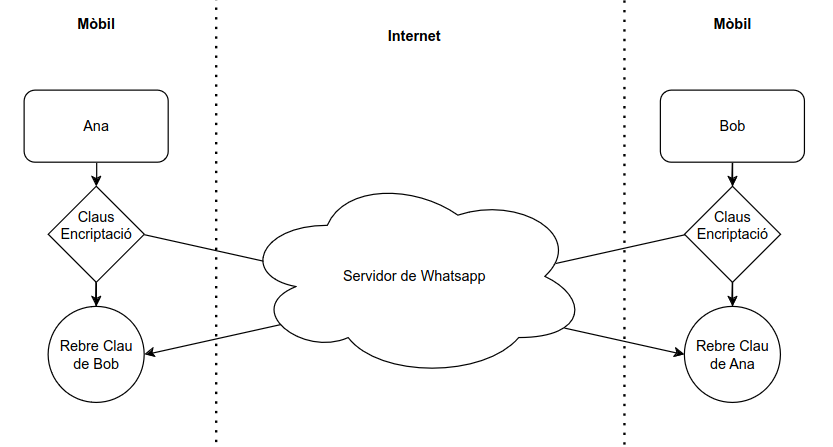 Mòbil
Internet
Mòbil
Ana
Bob
Claus
Encriptació
Claus
Encriptació
Servidor de Whatsapp
Rebre Clau
de Bob
Rebre Clau
de Ana